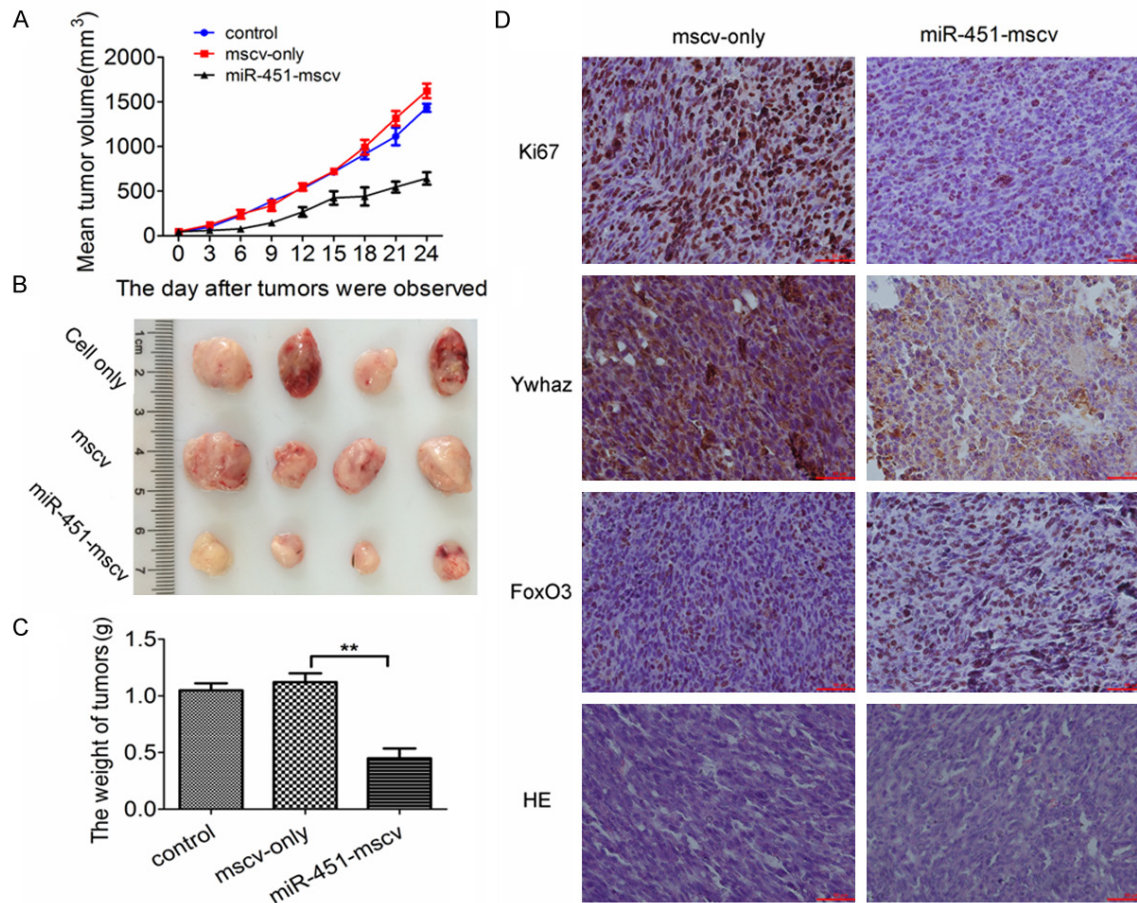 A
control
mscv-only
miR-451-mscv
Mean tumor volume(mm³)
2000
1500
1000
500
0
0 3 6 9 12 15 18 21 24
The day after tumors were observed
B
Cell only
mscv
miR-451-mscv
1cm
2
3
4
5
6
7
C
The weight of tumors(g)
1.5
1.0
0.5
0.0
**
control
mscv-only
miR-451-mscv
D
mscv-only
miR-451-mscv
Ki67
Ywhaz
FoxO3
HE